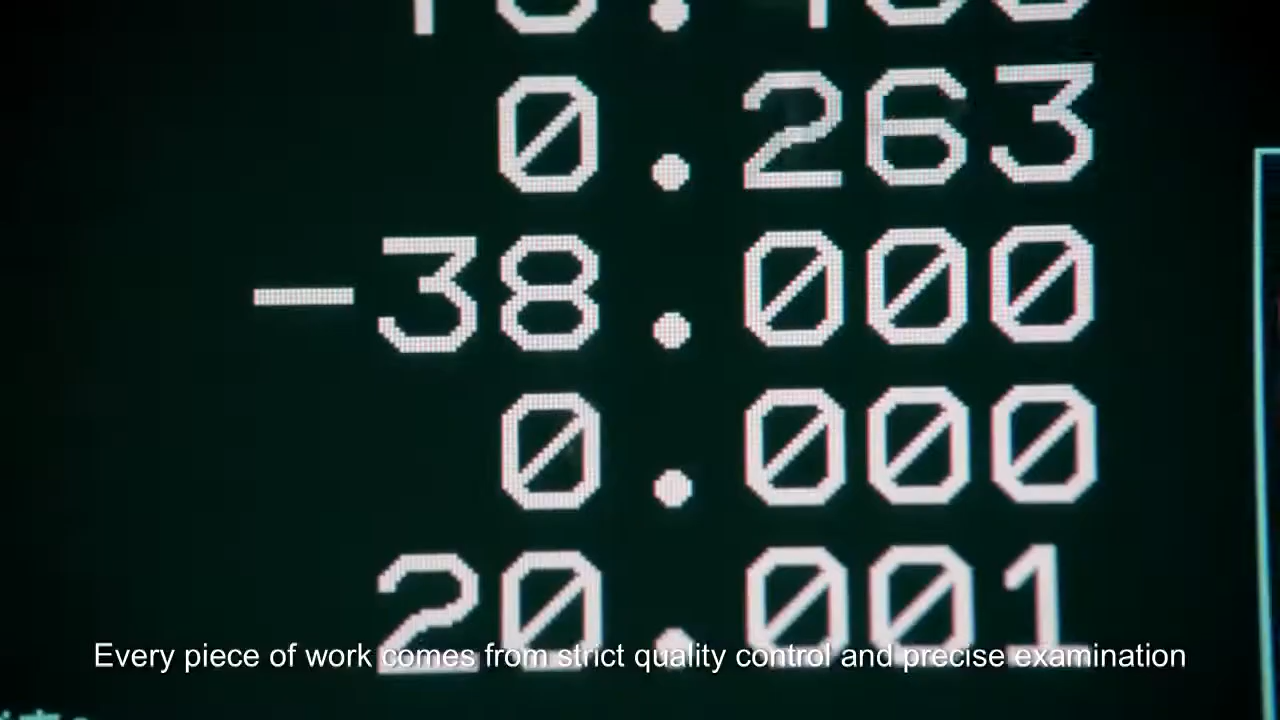 0.263
-38.000
0.000
20.001
Every piece of work comes from strict quality control and precise examination